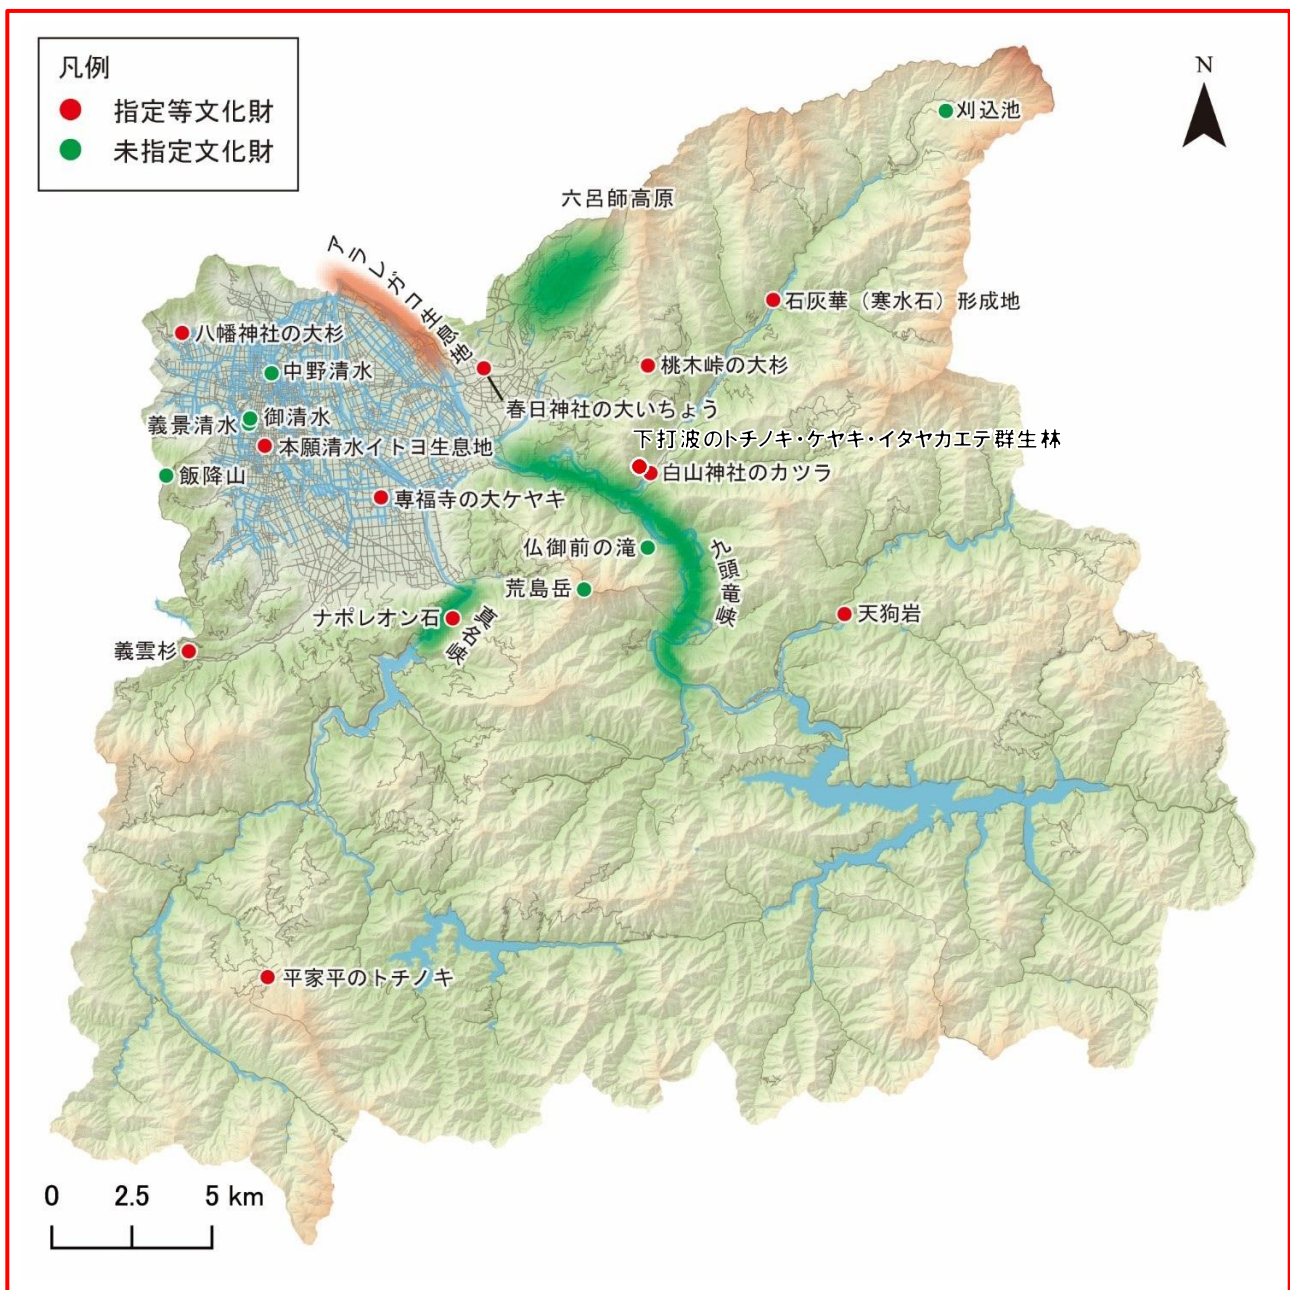 凡例
指定等文化財
未指定文化財
N
刈込池
六呂師高原
アラレガコ生息地
石灰華（寒水石）形成地
八幡神社の大杉
中野清水
桃木峠の大杉
春日神社の大いちょう
御清水
義景清水
下打波のトチノキ・ケヤキ・イタヤカエデ群生林
本願清水イトヨ生息地
白山神社のカツラ
飯降山
専福寺の大ケヤキ
仏御前の滝
九頭竜峡
荒島岳
ナポレオン石
真名峡
天狗岩
義雲杉
平家平のトチノキ
0 2.5 5 km